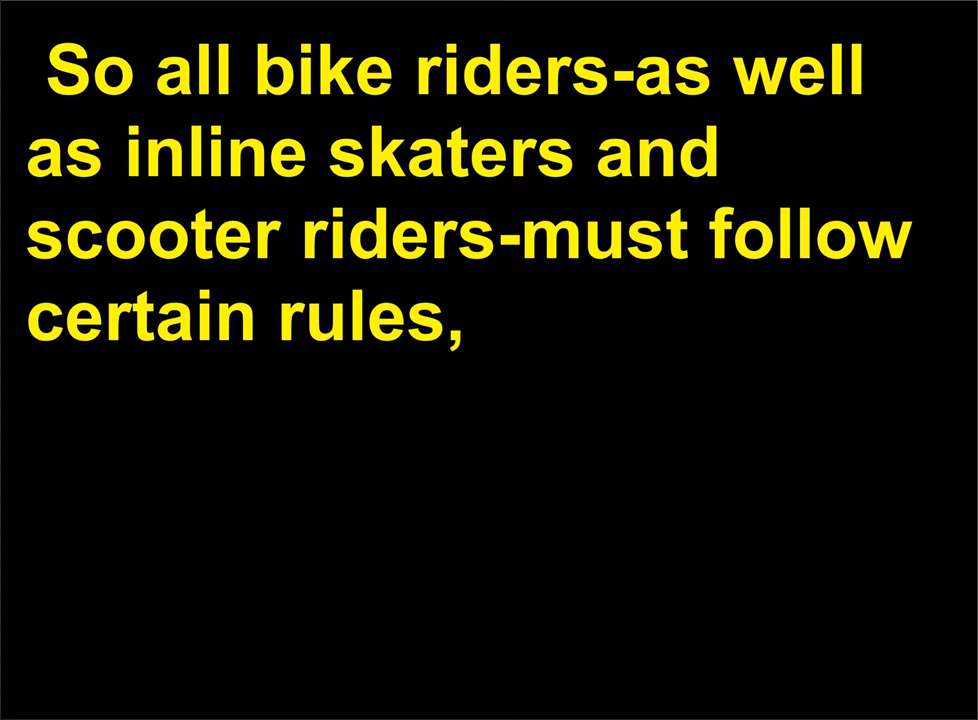 So all bike riders-as well
as inline skaters and
scooter riders-must follow
certain rules,